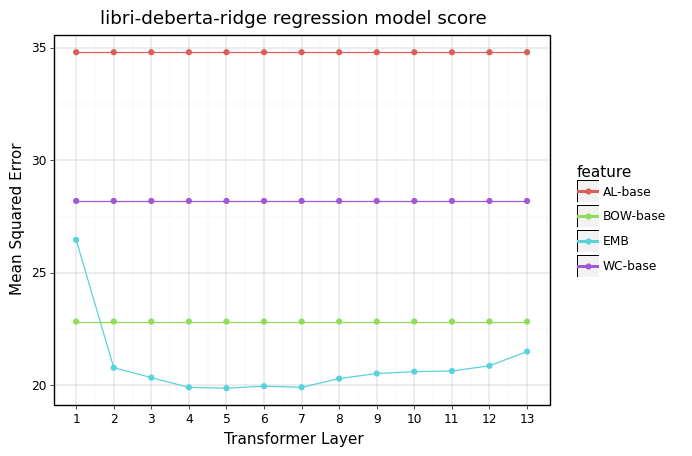 libri-deberta-ridge regression model score
Mean Squared Error
35
30
25
20
1 2 3 4 5 6 7 8 9 10 11 12 13
Transformer Layer
feature
AL-base
BOW-base
EMB
WC-base